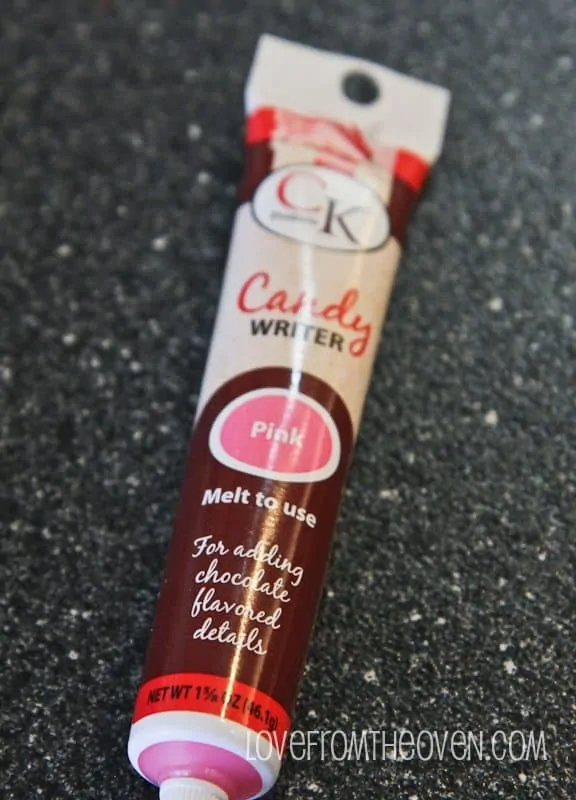 CK
Candy
WRITER
Pink
Melt to use
For adding
chocolate
flavored
details
NET WT 1⅝ OZ (46.1g)
LOVEFROMTHEOVEN.COM